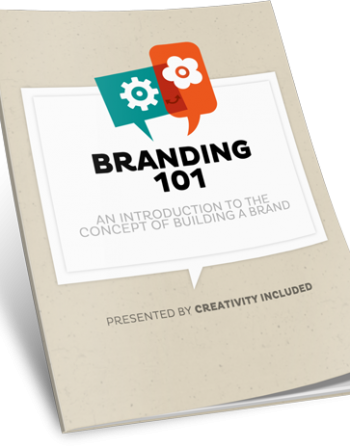 BRANDING
101
AN INTRODUCTION TO THE
CONCEPT OF BUILDING A BRAND
PRESENTED BY CREATIVITY INCLUDED